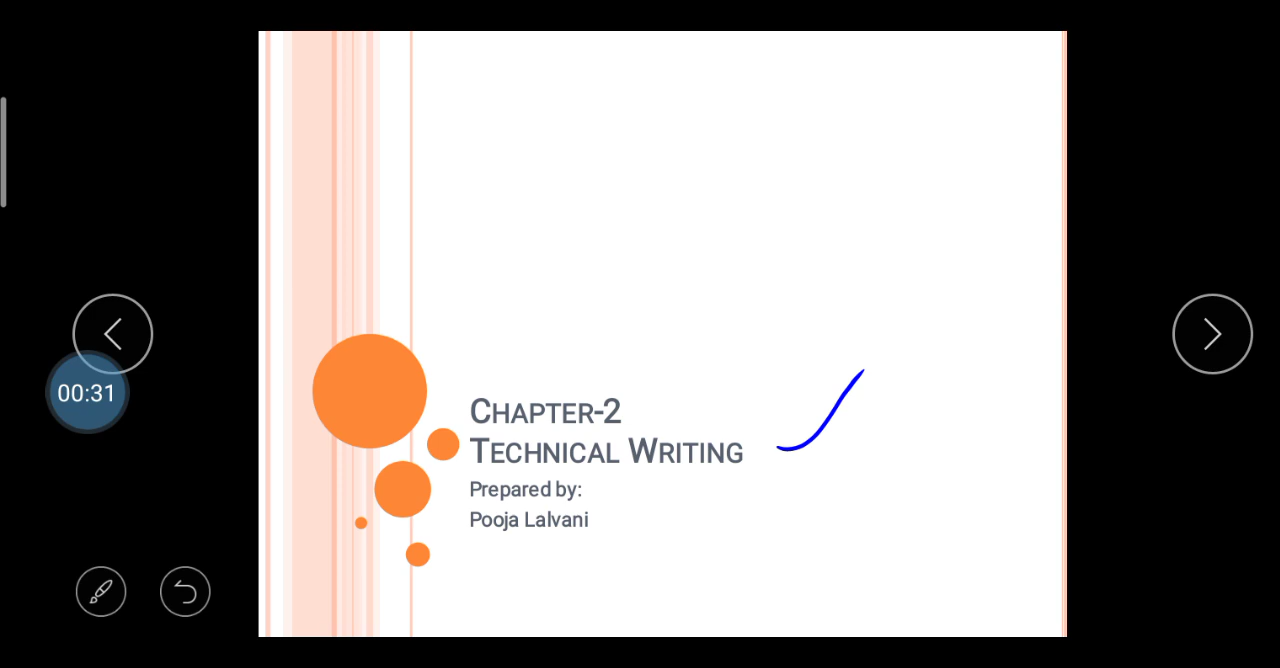 00:31
CHAPTER-2
TECHNICAL WRITING
Prepared by:
Pooja Lalvani